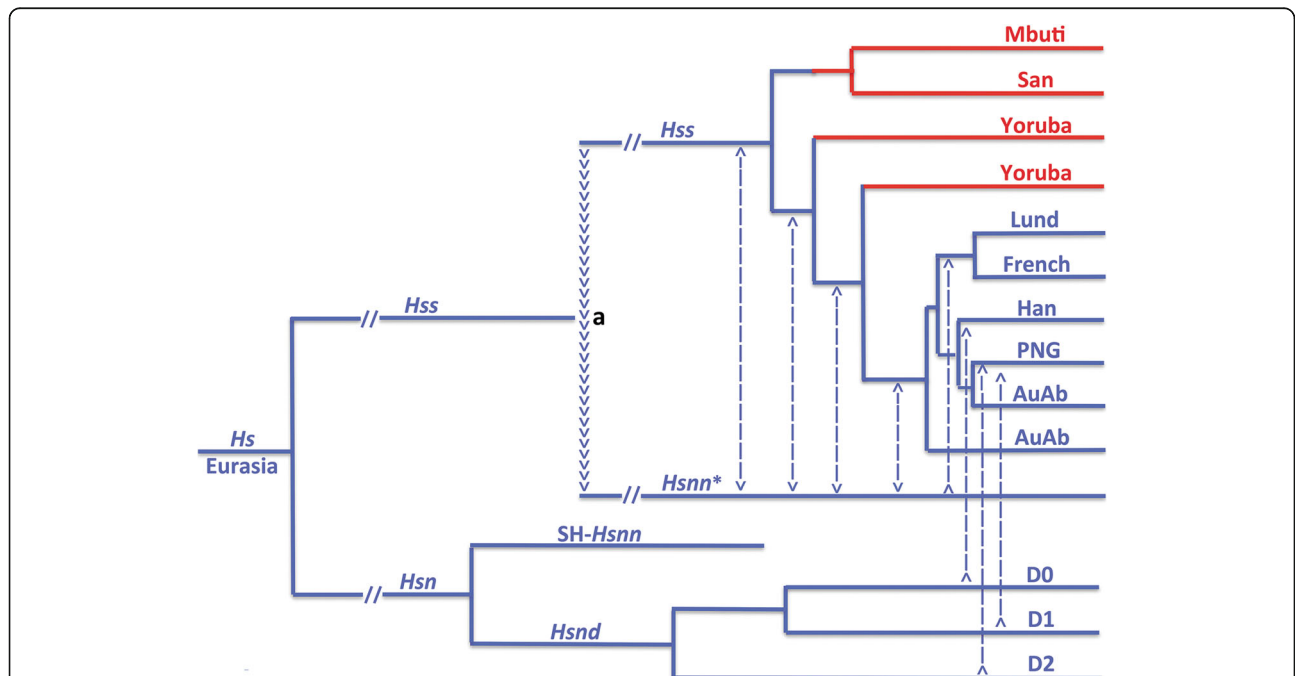 Mbuti
San
Hss
Yoruba
Yoruba
Lund
French
Hss
a
Han
PNG
AuAb
Hs
Eurasia
AuAb
Hsnn*
SH-Hsnn
Hsn
D0
Hsnd
D1
D2